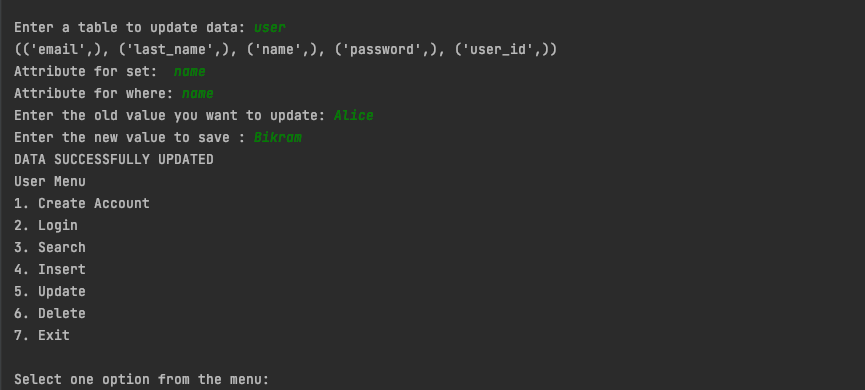 Enter a table to update data: user
(('email',), ('last_name',), ('name',), ('password',), ('user_id',))
Attribute for set:  name
Attribute for where: name
Enter the old value you want to update: Alice
Enter the new value to save : Bikram
DATA SUCCESSFULLY UPDATED
User Menu
1. Create Account
2. Login
3. Search
4. Insert
5. Update
6. Delete
7. Exit
Select one option from the menu: